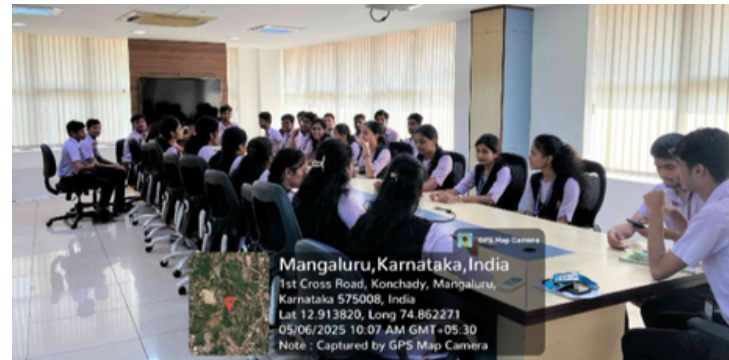 GPS Map Camera
Mangaluru,Karnataka,India
1st Cross Road, Konchady, Mangaluru,
Karnataka 575008, India
Lat 12.913820, Long 74.862271
05/06/2025 10:07 AM GMT+05:30
Note : Captured by GPS Map Camera